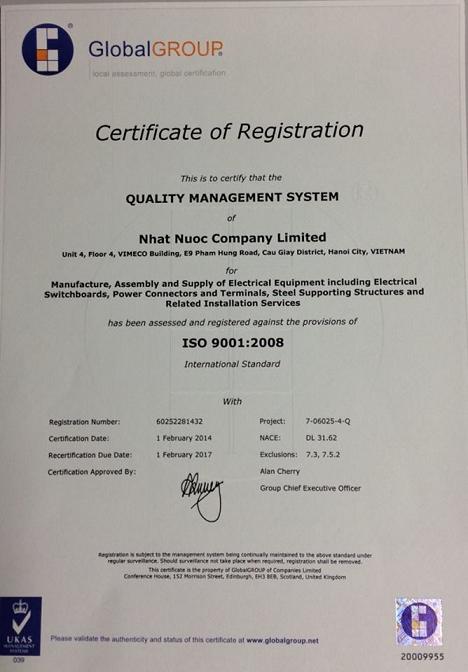 GlobalGROUP®
local assessment, global certification
Certificate of Registration
This is to certify that the
QUALITY MANAGEMENT SYSTEM
of
Nhat Nuoc Company Limited
Unit 4, Floor 4, VIMECO Building, E9 Pham Hung Road, Cau Giay District, Hanoi City, VIETNAM
for
Manufacture, Assembly and Supply of Electrical Equipment including Electrical
Switchboards, Power Connectors and Terminals, Steel Supporting Structures and
Related Installation Services
has been assessed and registered against the provisions of
ISO 9001:2008
International Standard
With
Registration Number: 60252281432 Project: 7-06025-4-Q
Certification Date: 1 February 2014 NACE: DL 31.62
Recertification Due Date: 1 February 2017 Exclusions: 7.3, 7.5.2
Certification Approved By: Alan Cherry
Group Chief Executive Officer
Registration is subject to the management system being continually maintained to the above standard under
regular surveillance. Should surveillance not take place when required, registration shall be removed.
This certificate is the property of GlobalGROUP of Companies Limited
Conference House, 152 Morrison Street, Edinburgh, EH3 8EB, Scotland, United Kingdom
UKAS
MANAGEMENT
SYSTEMS
039
Please validate the authenticity and status of this certificate at www.globalgroup.net
20009955